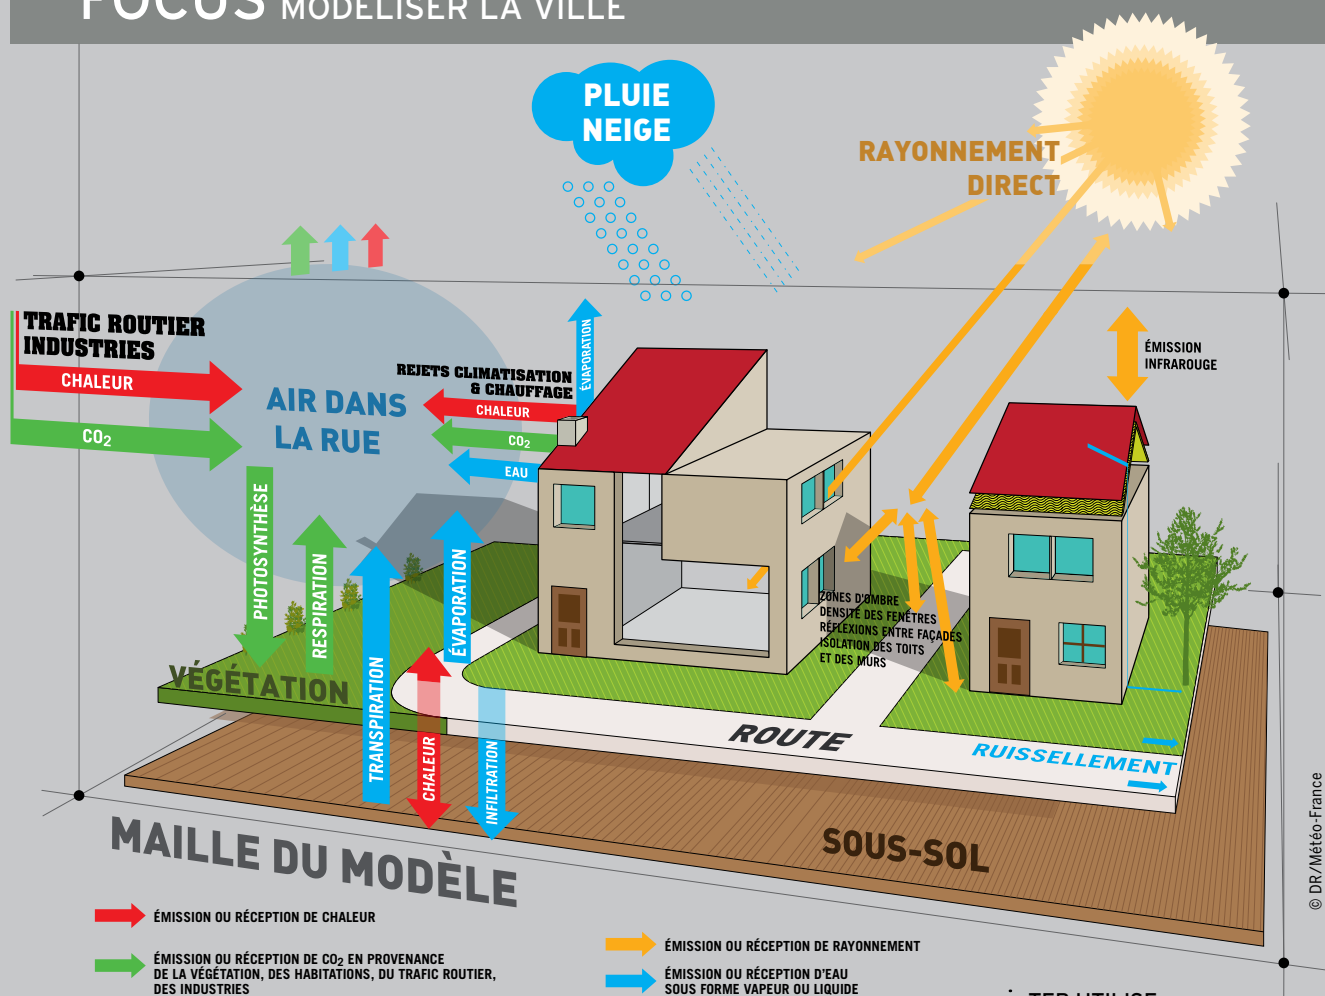 FOCUS MODÉLISER LA VILLE
PLUIE
NEIGE
RAYONNEMENT
DIRECT
TRAFIC ROUTIER
INDUSTRIES
CHALEUR
CO2
AIR DANS
LA RUE
REJETS CLIMATISATION
& CHAUFFAGE
CHALEUR
CO2
EAU
ÉVAPORATION
ÉMISSION
INFRAROUGE
PHOTOSYNTHÈSE
RESPIRATION
TRANSPIRATION
ÉVAPORATION
CHALEUR
INFILTRATION
VÉGÉTATION
ZONES D'OMBRE
DENSITÉ DES FENÊTRES
RÉFLEXIONS ENTRE FAÇADES
ISOLATION DES TOITS
ET DES MURS
ROUTE
RUISSELLEMENT
SOUS-SOL
MAILLE DU MODÈLE
© DR/Météo-France
ÉMISSION OU RÉCEPTION DE CHALEUR
ÉMISSION OU RÉCEPTION DE CO2 EN PROVENANCE
DE LA VÉGÉTATION, DES HABITATIONS, DU TRAFIC ROUTIER,
DES INDUSTRIES
ÉMISSION OU RÉCEPTION DE RAYONNEMENT
ÉMISSION OU RÉCEPTION D'EAU
SOUS FORME VAPEUR OU LIQUIDE